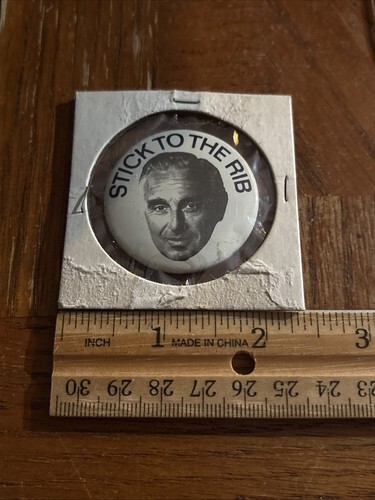 STICK TO THE RIB
INCH 1 MADE IN CHINA 2 3
30 29 28 27 26 25 24 23